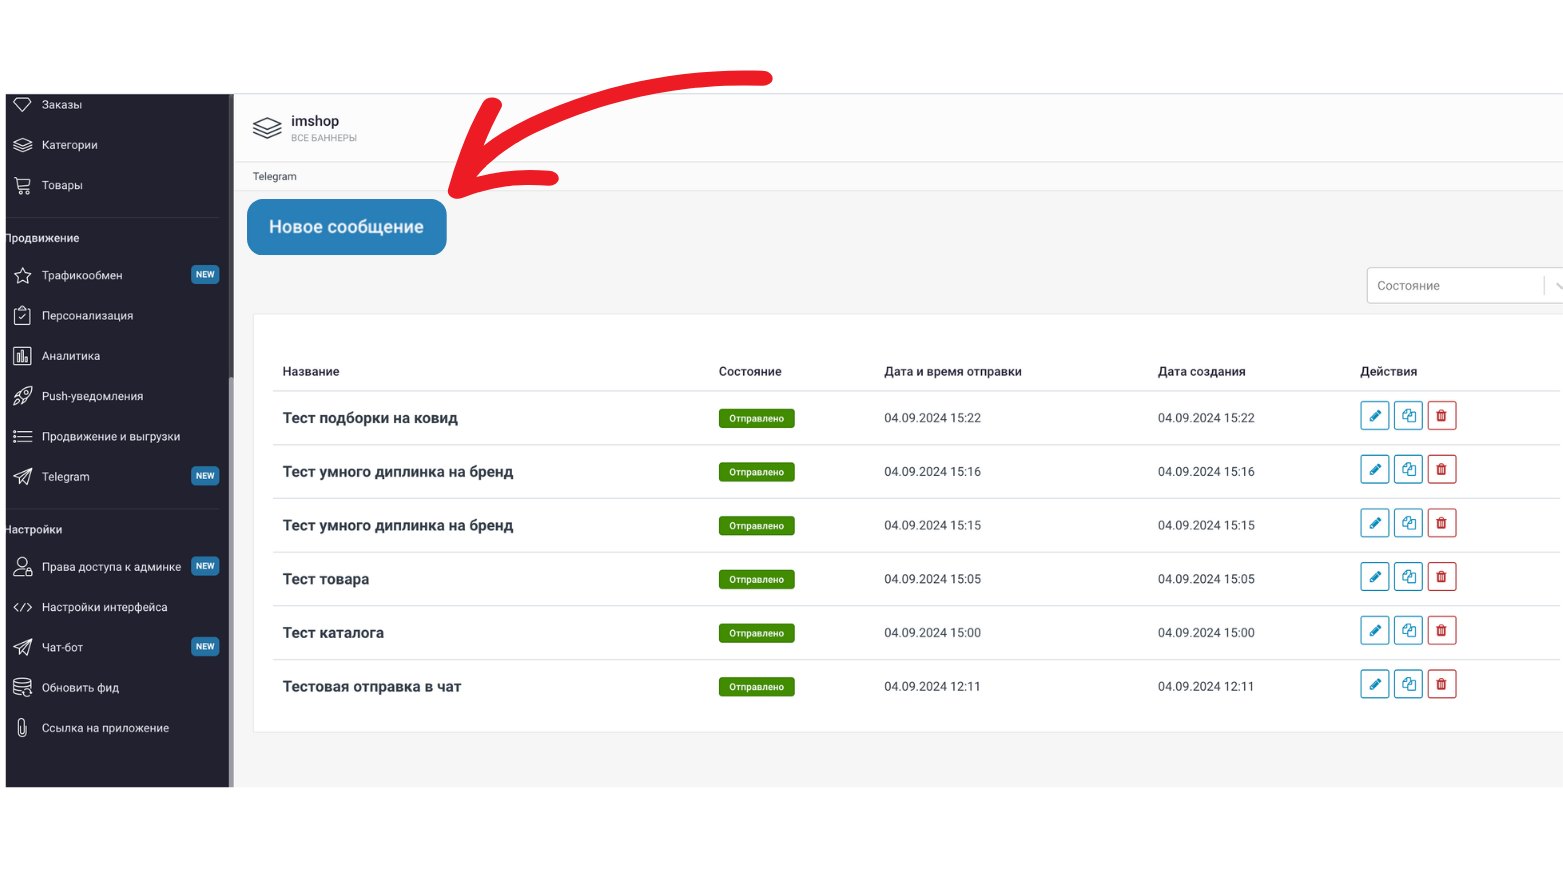 Заказы
Категории
Товары
Продвижение
Трафикообмен NEW
Персонализация
Аналитика
Push-уведомления
Продвижение и выгрузки
Telegram NEW
Настройки
Права доступа к админке NEW
Настройки интерфейса
Чат-бот NEW
Обновить фид
Ссылка на приложение
imshop
ВСЕ БАННЕРЫ
Telegram
Новое сообщение
Состояние
Название Состояние Дата и время отправки Дата создания Действия
Тест подборки на ковид Отправлено 04.09.2024 15:22 04.09.2024 15:22
Тест умного диплинка на бренд Отправлено 04.09.2024 15:16 04.09.2024 15:16
Тест умного диплинка на бренд Отправлено 04.09.2024 15:15 04.09.2024 15:15
Тест товара Отправлено 04.09.2024 15:05 04.09.2024 15:05
Тест каталога Отправлено 04.09.2024 15:00 04.09.2024 15:00
Тестовая отправка в чат Отправлено 04.09.2024 12:11 04.09.2024 12:11